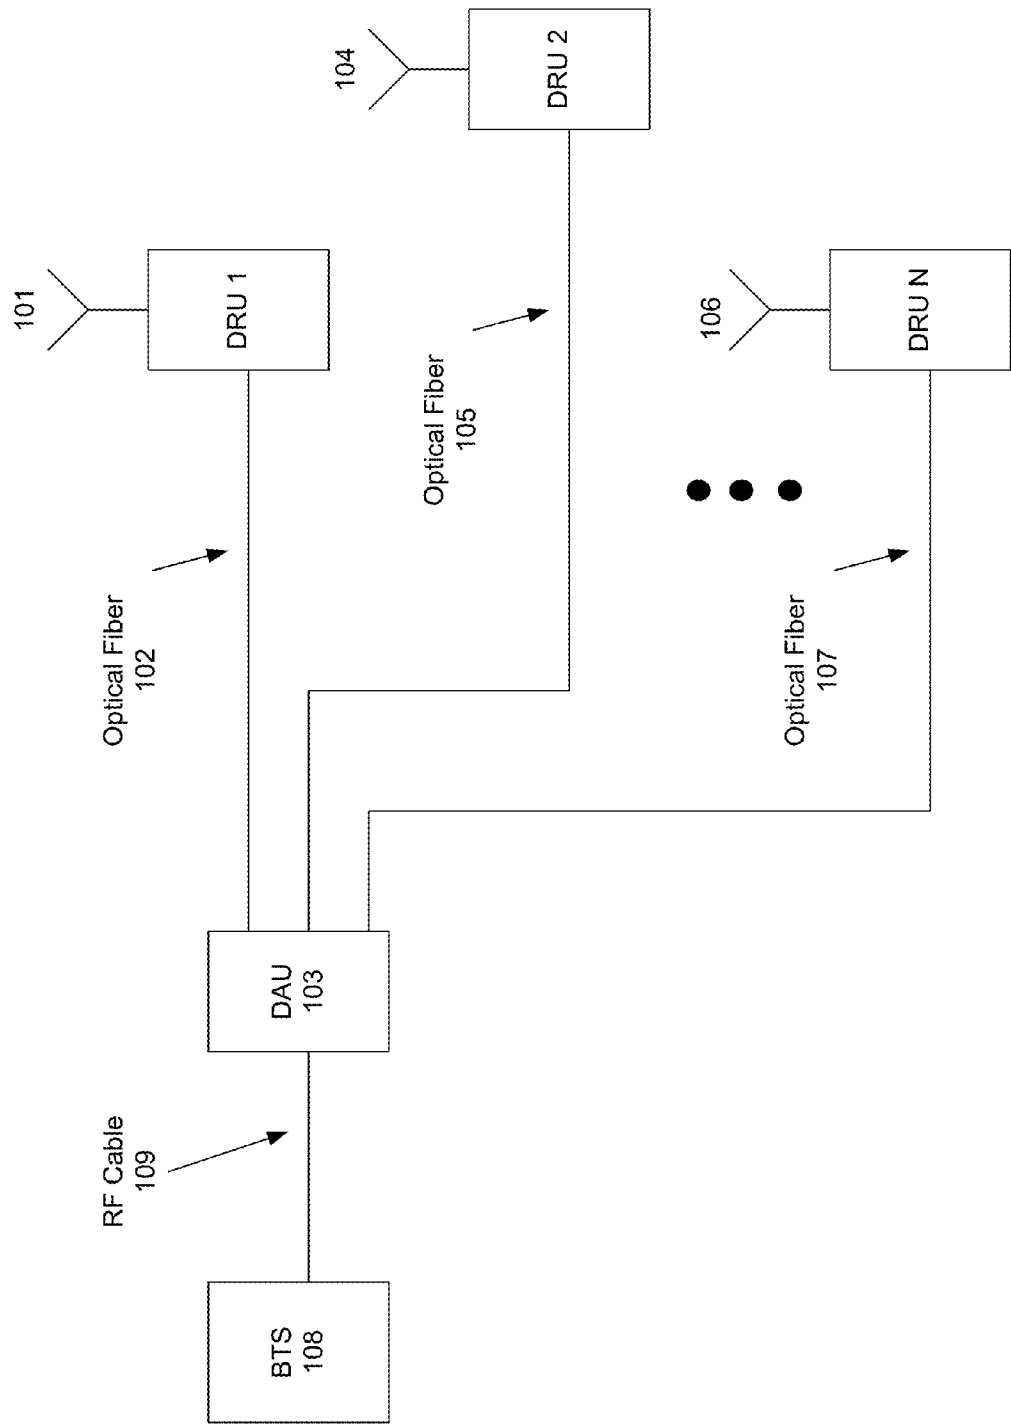 101
DRU 1
104
DRU 2
106
DRU N
Optical Fiber
102
Optical Fiber
105
Optical Fiber
107
DAU
103
RF Cable
109
BTS
108